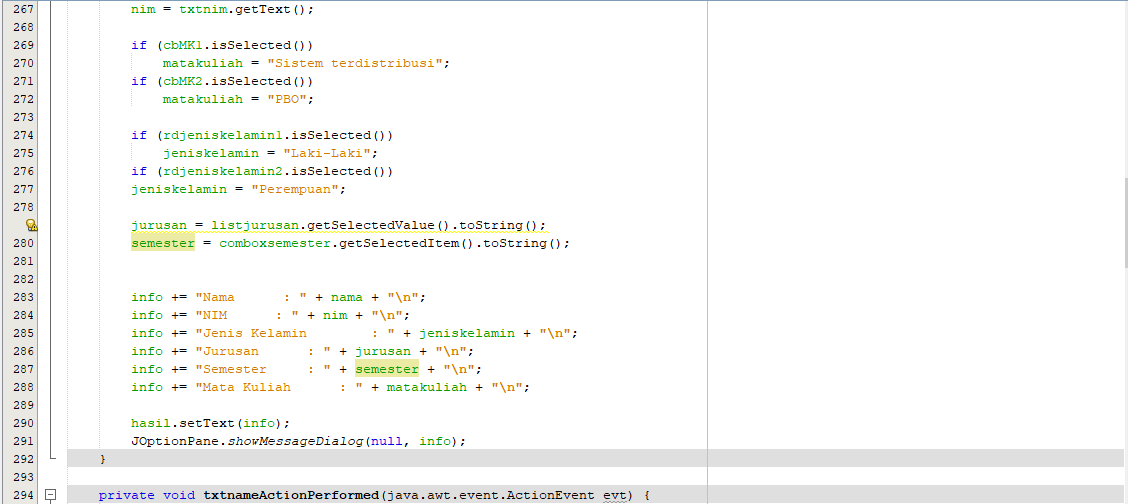 267 nim = txtnim.getText();
268
269 if (cbMK1.isSelected())
270 matakuliah = "Sistem terdistribusi";
271 if (cbMK2.isSelected())
272 matakuliah = "PBO";
273
274 if (rdjeniskelamin1.isSelected())
275 jeniskelamin = "Laki-Laki";
276 if (rdjeniskelamin2.isSelected())
277 jeniskelamin = "Perempuan";
278
jurusan = listjurusan.getSelectedValue().toString();
280 semester = comboxsemester.getSelectedItem().toString();
281
282
283 info += "Nama      : " + nama + "\n";
284 info += "NIM      : " + nim + "\n";
285 info += "Jenis Kelamin        : " + jeniskelamin + "\n";
286 info += "Jurusan      : " + jurusan + "\n";
287 info += "Semester     : " + semester + "\n";
288 info += "Mata Kuliah      : " + matakuliah + "\n";
289
290 hasil.setText(info);
291 JOptionPane.showMessageDialog(null, info);
292 }
293
294 private void txtnameActionPerformed(java.awt.event.ActionEvent evt) {